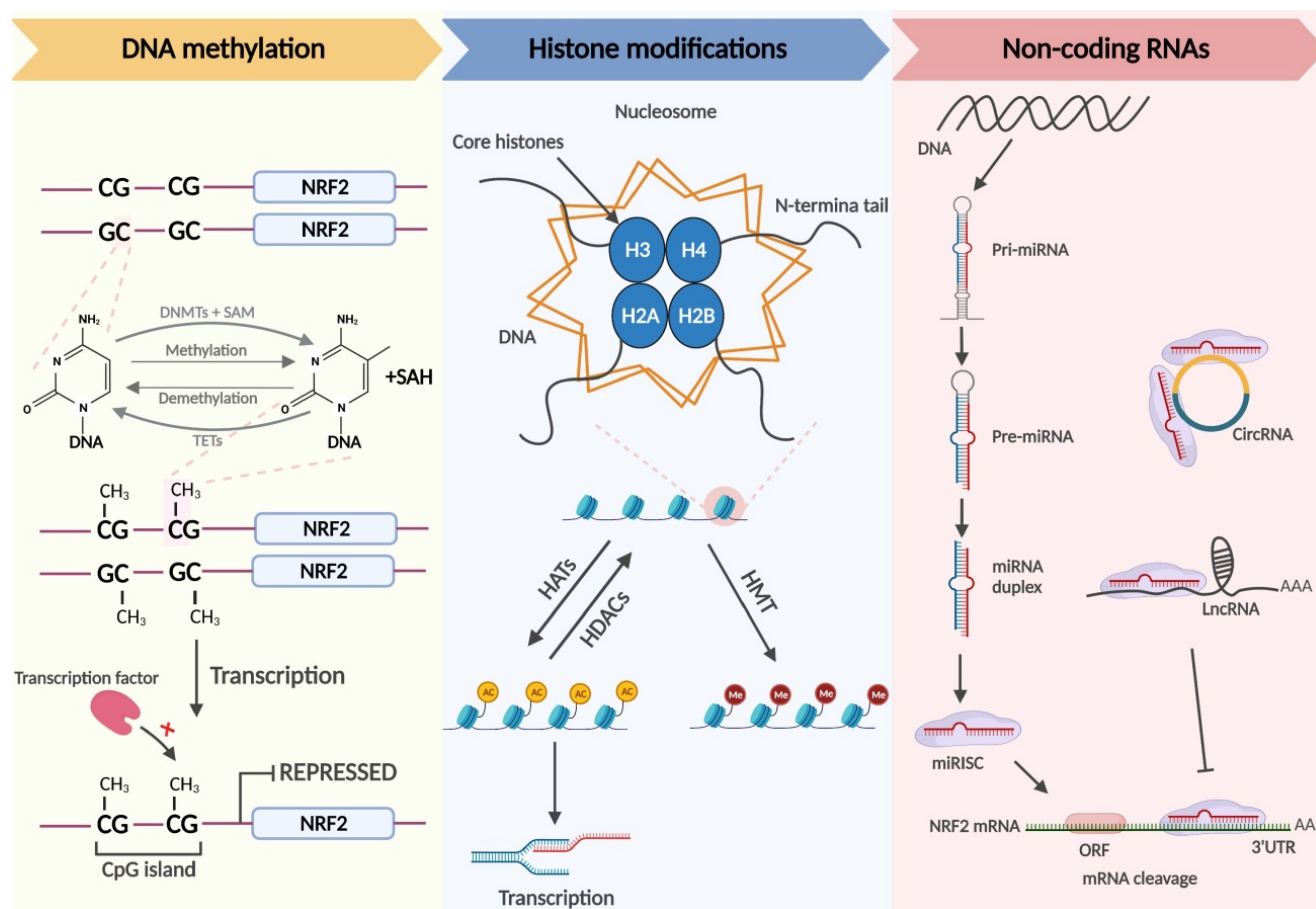 DNA methylation
CG CG NRF2
GC GC NRF2
NH₂
N
O
N
DNA
DNMTs + SAM
Methylation
Demethylation
TETs
NH₂
N
O
N
DNA
+SAH
CH₃ CH₃
CG CG NRF2
GC GC NRF2
CH₃ CH₃
Transcription
Transcription factor
CH₃ CH₃
REPRESSED
CG CG NRF2
CpG island
Histone modifications
Nucleosome
Core histones
N-termina tail
H3 H4
H2A H2B
DNA
HATs
HDACs
HMT
AC AC AC AC
Me Me Me Me
Transcription
Non-coding RNAs
DNA
Pri-miRNA
Pre-miRNA
CircRNA
miRNA
duplex
AAA
LncRNA
miRISC
NRF2 mRNA
AA
ORF
3'UTR
mRNA cleavage